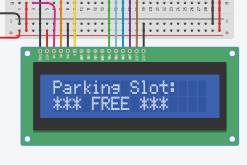 Parking Slot:
*** FREE ***